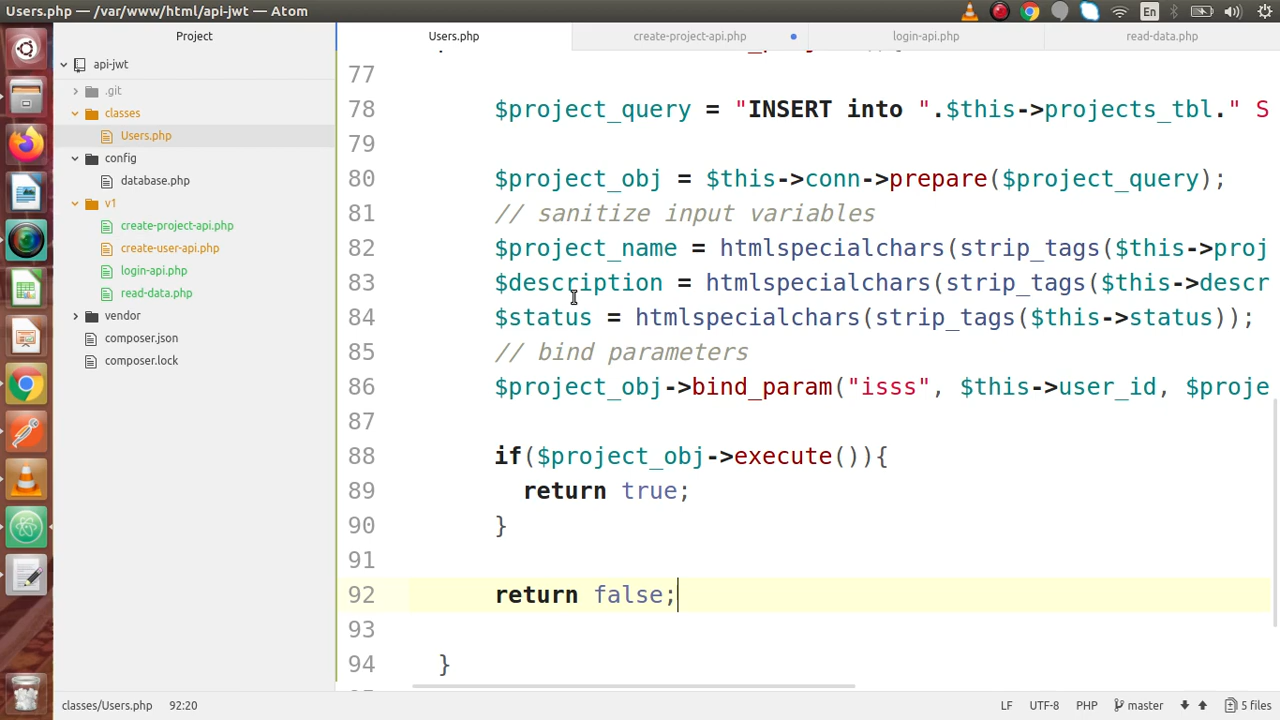 Users.php — /var/www/html/api-jwt — Atom
En
Project
Users.php
create-project-api.php
login-api.php
read-data.php
api-jwt
.git
classes
Users.php
config
database.php
v1
create-project-api.php
create-user-api.php
login-api.php
read-data.php
vendor
composer.json
composer.lock
77
78 $project_query = "INSERT into ".$this->projects_tbl." S
79
80 $project_obj = $this->conn->prepare($project_query);
81 // sanitize input variables
82 $project_name = htmlspecialchars(strip_tags($this->proj
83 $description = htmlspecialchars(strip_tags($this->descr
84 $status = htmlspecialchars(strip_tags($this->status));
85 // bind parameters
86 $project_obj->bind_param("isss", $this->user_id, $proje
87
88 if($project_obj->execute()){
89 return true;
90 }
91
92 return false;
93
94 }
classes/Users.php 92:20
LF UTF-8 PHP master 5 files